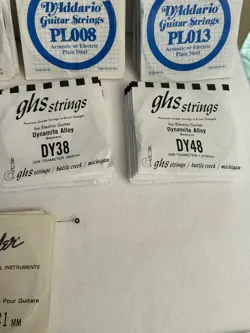 D'Addario
Guitar Strings
PL008
Acoustic or Electric
Plain Steel
D'Addario
Guitar Strings
PL013
Acoustic or Electric
Plain Steel
ghs strings
for Electric Guitar
Dynamite Alloy
DY38
ghs strings / battle creek / michigan
ghs strings
for Electric Guitar
Dynamite Alloy
DY48
ghs strings / battle creek / michigan
L INSTRUMENTS
Pour Guitare
MM